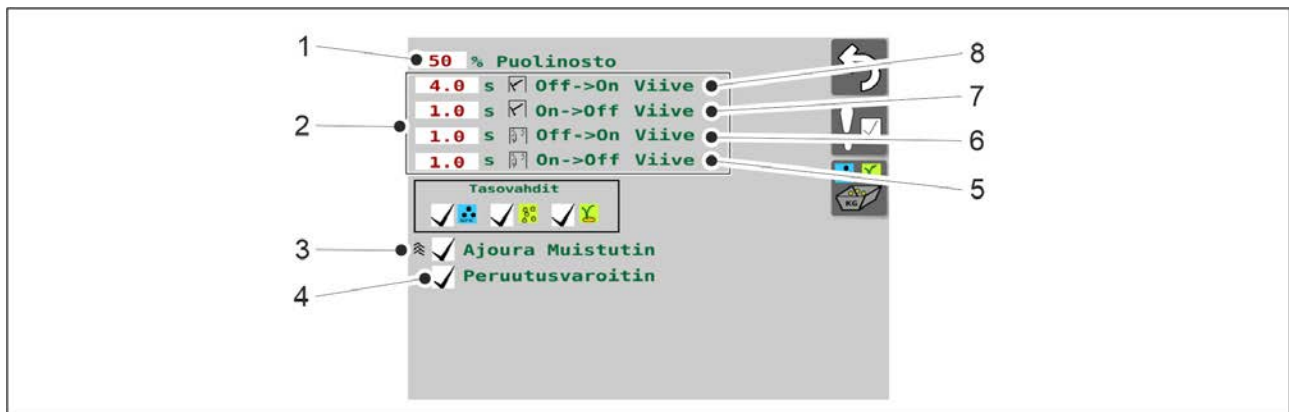 1
50 % Puolinosto
8
4.0 s Off->On Viive
7
1.0 s On->Off Viive
2
1.0 s Off->On Viive
6
1.0 s On->Off Viive
5
Tasovahdit
3
Ajoura Muistutin
4
Peruutusvaroitin
KG